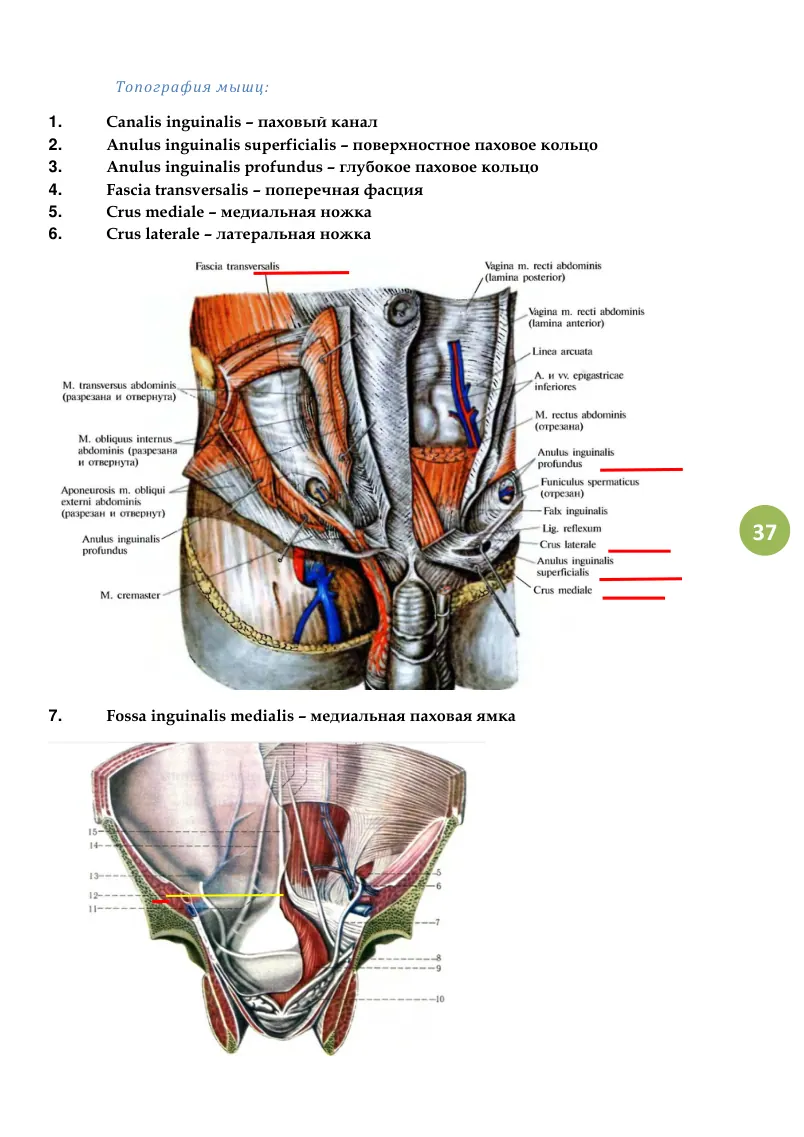 Топография мышц:
1. Canalis inguinalis – паховый канал
2. Anulus inguinalis superficialis – поверхностное паховое кольцо
3. Anulus inguinalis profundus – глубокое паховое кольцо
4. Fascia transversalis – поперечная фасция
5. Crus mediale – медиальная ножка
6. Crus laterale – латеральная ножка
Fascia transversalis
M. transversus abdominis
(разрезана и отвернута)
M. obliquus internus
abdominis (разрезана
и отвернута)
Aponeurosis m. obliqui
externi abdominis
(разрезан и отвернут)
Anulus inguinalis
profundus
M. cremaster
Vagina m. recti abdominis
(lamina posterior)
Vagina m. recti abdominis
(lamina anterior)
Linea arcuata
A. и vv. epigastricae
inferiores
M. rectus abdominis
(отрезана)
Anulus inguinalis
profundus
Funiculus spermaticus
(отрезан)
Falx inguinalis
Lig. reflexum
Crus laterale
Anulus inguinalis
superficialis
Crus mediale
37
7. Fossa inguinalis medialis – медиальная паховая ямка
15
14
13
12
11
5
6
7
8
9
10